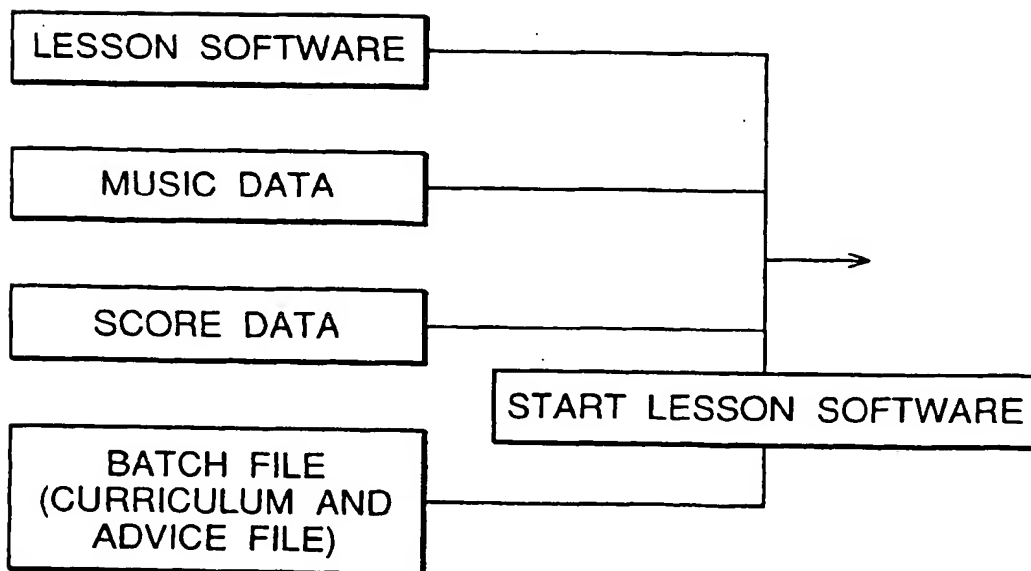 LESSON SOFTWARE
MUSIC DATA
SCORE DATA
START LESSON SOFTWARE
BATCH FILE
(CURRICULUM AND
ADVICE FILE)